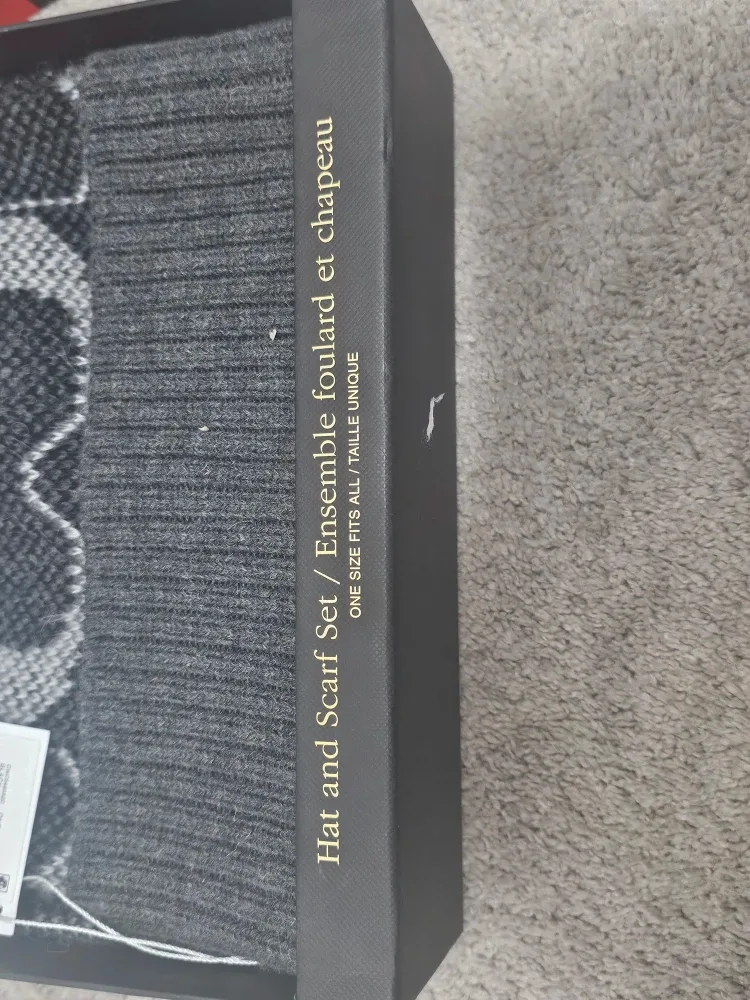 Hat and Scarf Set / Ensemble foulard et chapeau
ONE SIZE FITS ALL / TAILLE UNIQUE